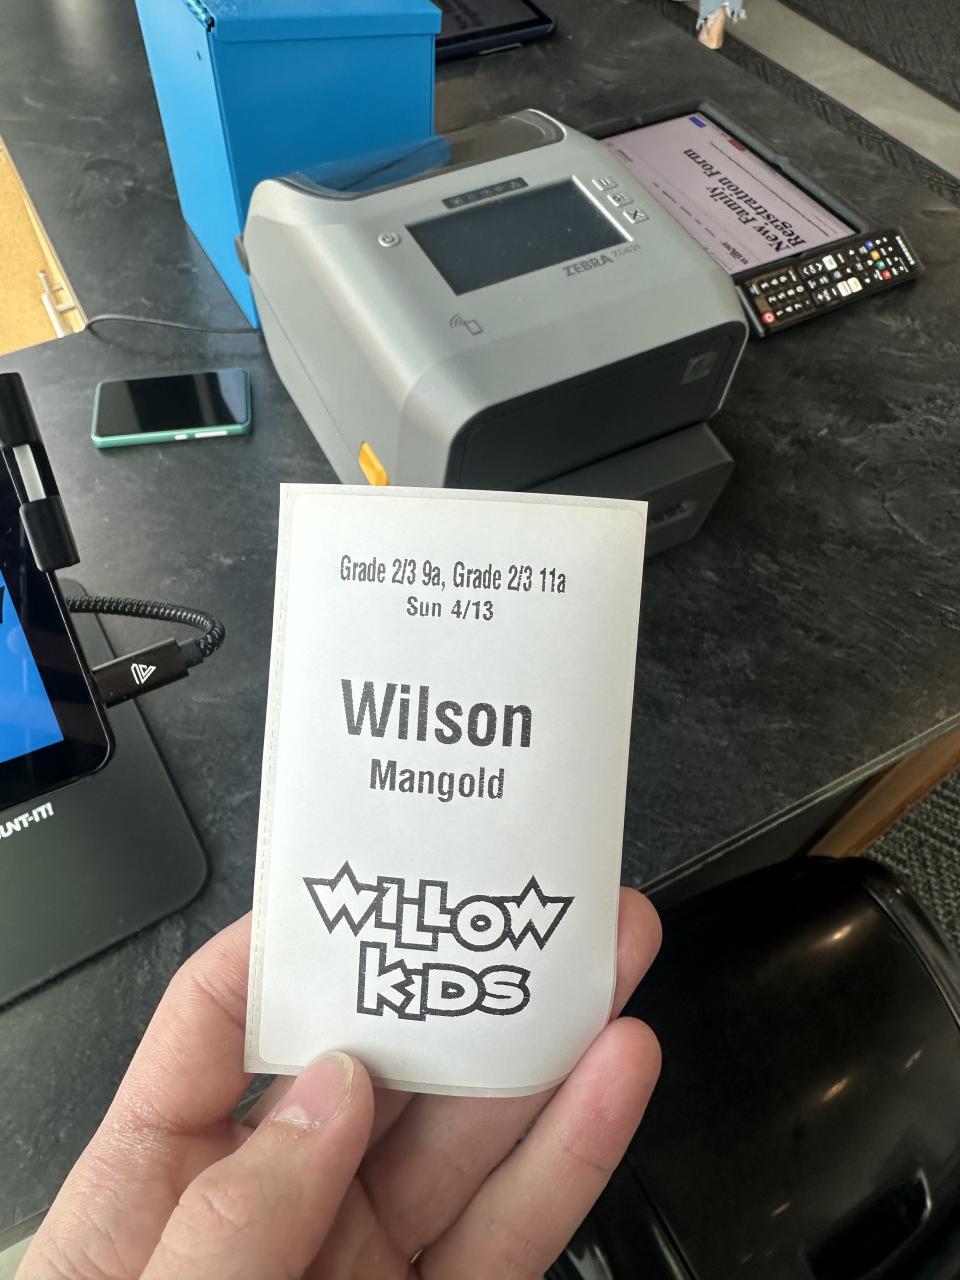 New Family
Registration Form
ZEBRA ZD621
Grade 2/3 9a, Grade 2/3 11a
Sun 4/13
Wilson
Mangold
WILLOW
KIDS